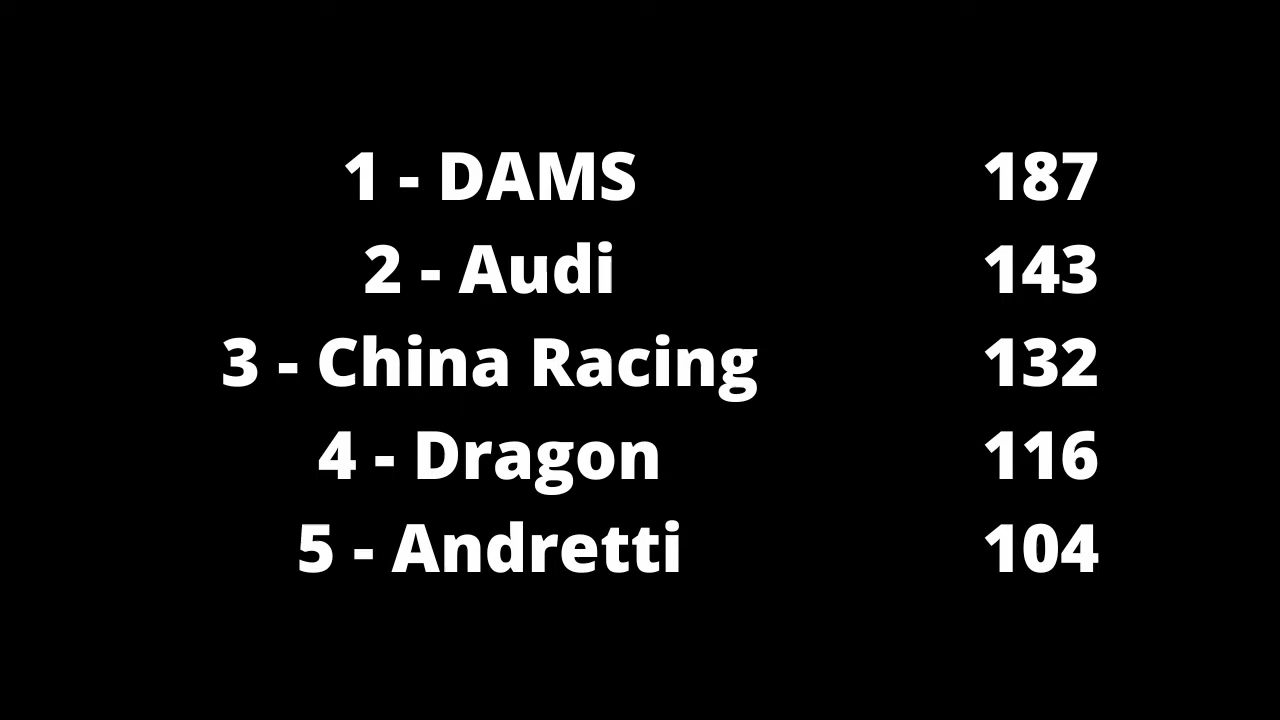 1 - DAMS 187
2 - Audi 143
3 - China Racing 132
4 - Dragon 116
5 - Andretti 104